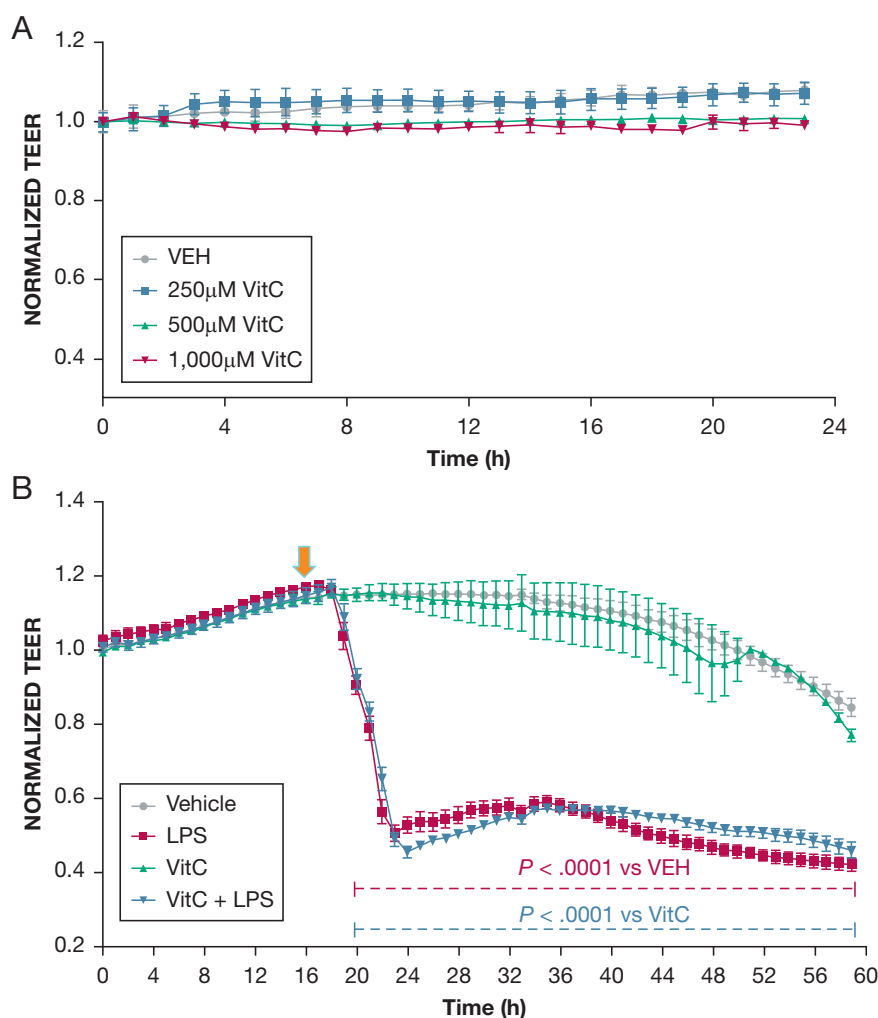 A
NORMALIZED TEER
1.2
1.0
0.8
0.6
0.4
VEH
250μM VitC
500μM VitC
1,000μM VitC
0 4 8 12 16 20 24
Time (h)
B
NORMALIZED TEER
1.4
1.2
1.0
0.8
0.6
0.4
0.2
Vehicle
LPS
VitC
VitC + LPS
P < .0001 vs VEH
P < .0001 vs VitC
0 4 8 12 16 20 24 28 32 36 40 44 48 52 56 60
Time (h)